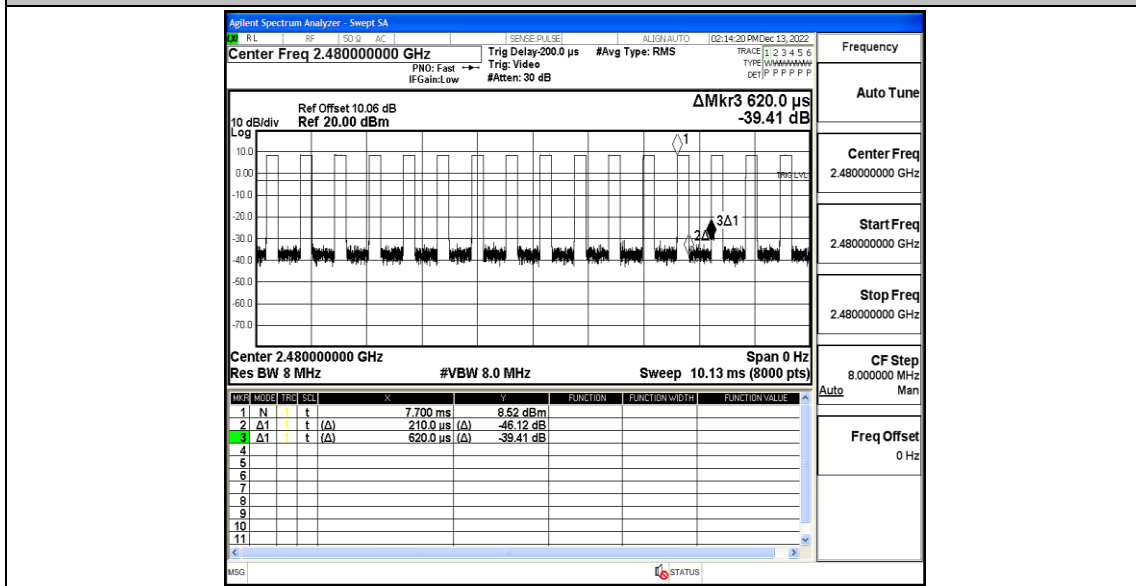 Agilent Spectrum Analyzer - Swept SA
RL RF 50 Ω AC SENSE:PULSE ALIGN AUTO 02:14:20 PM Dec 13, 2022
Center Freq 2.480000000 GHz
PNO: Fast
IFGain:Low
Trig Delay-200.0 µs
Trig: Video
#Atten: 30 dB
#Avg Type: RMS
TRACE 1 2 3 4 5 6
TYPE
DET P P P P P P
Frequency
Auto Tune
Center Freq
2.480000000 GHz
Start Freq
2.480000000 GHz
Stop Freq
2.480000000 GHz
CF Step
8.000000 MHz
Auto Man
Freq Offset
0 Hz
ΔMkr3 620.0 µs
-39.41 dB
Ref Offset 10.06 dB
10 dB/div Ref 20.00 dBm
Log
10.0
0.00
-10.0
-20.0
-30.0
-40.0
-50.0
-60.0
-70.0
1
TRIG LVL
3Δ1
2Δ
Center 2.480000000 GHz Span 0 Hz
Res BW 8 MHz #VBW 8.0 MHz Sweep 10.13 ms (8000 pts)
MKR MODE TRC SCL X Y FUNCTION FUNCTION WIDTH FUNCTION VALUE
1 N 1 t 7.700 ms 8.52 dBm
2 Δ1 1 t (Δ) 210.0 µs (Δ) -46.12 dB
3 Δ1 1 t (Δ) 620.0 µs (Δ) -39.41 dB
4
5
6
7
8
9
10
11
MSG STATUS